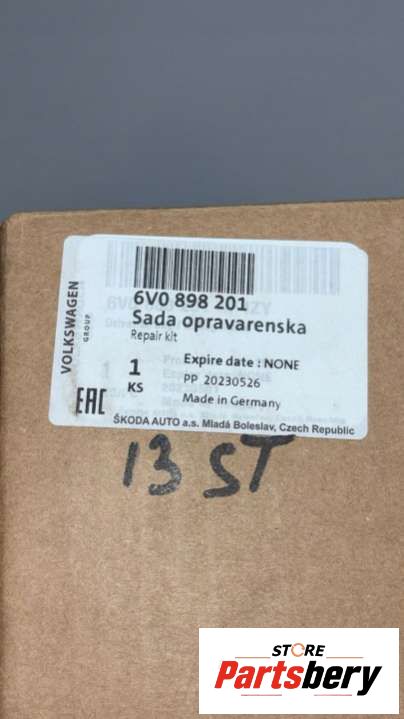 6V0 898 201
Sada opravarenska
Repair kit
VOLKSWAGEN
GROUP
1
KS
Expire date : NONE
PP 20230526
Made in Germany
EAC
ŠKODA AUTO a.s. Mladá Boleslav, Czech Republic
13 ST
STORE
Partsbery